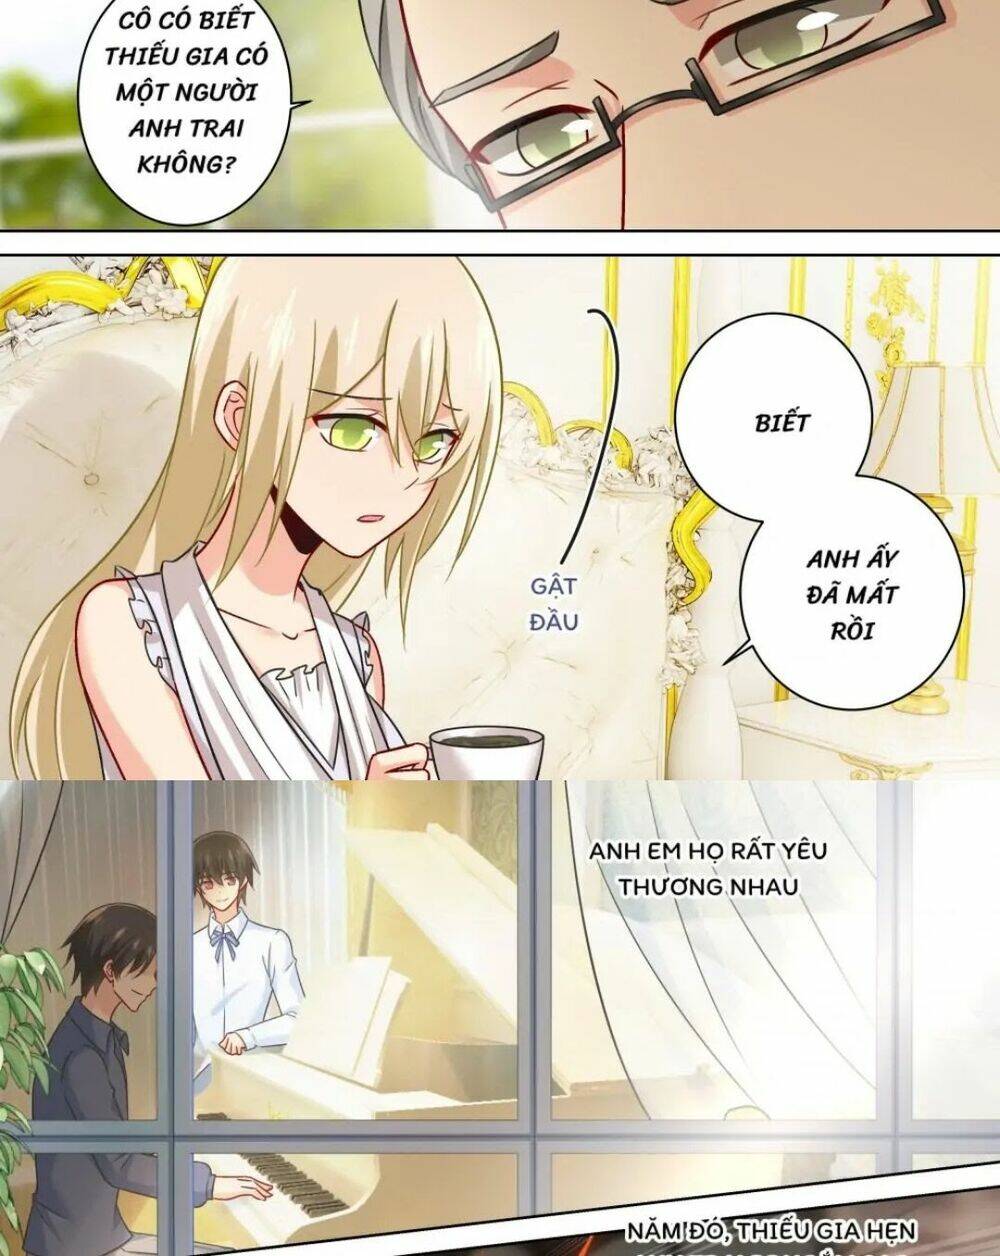 CÔ CÓ BIẾT
THIẾU GIA CÓ
MỘT NGƯỜI
ANH TRAI
KHÔNG?
BIẾT
ANH ẤY
ĐÃ MẤT
RỒI
GẬT
ĐẦU
ANH EM HỌ RẤT YÊU
THƯƠNG NHAU
NĂM ĐÓ, THIẾU GIA HẸN